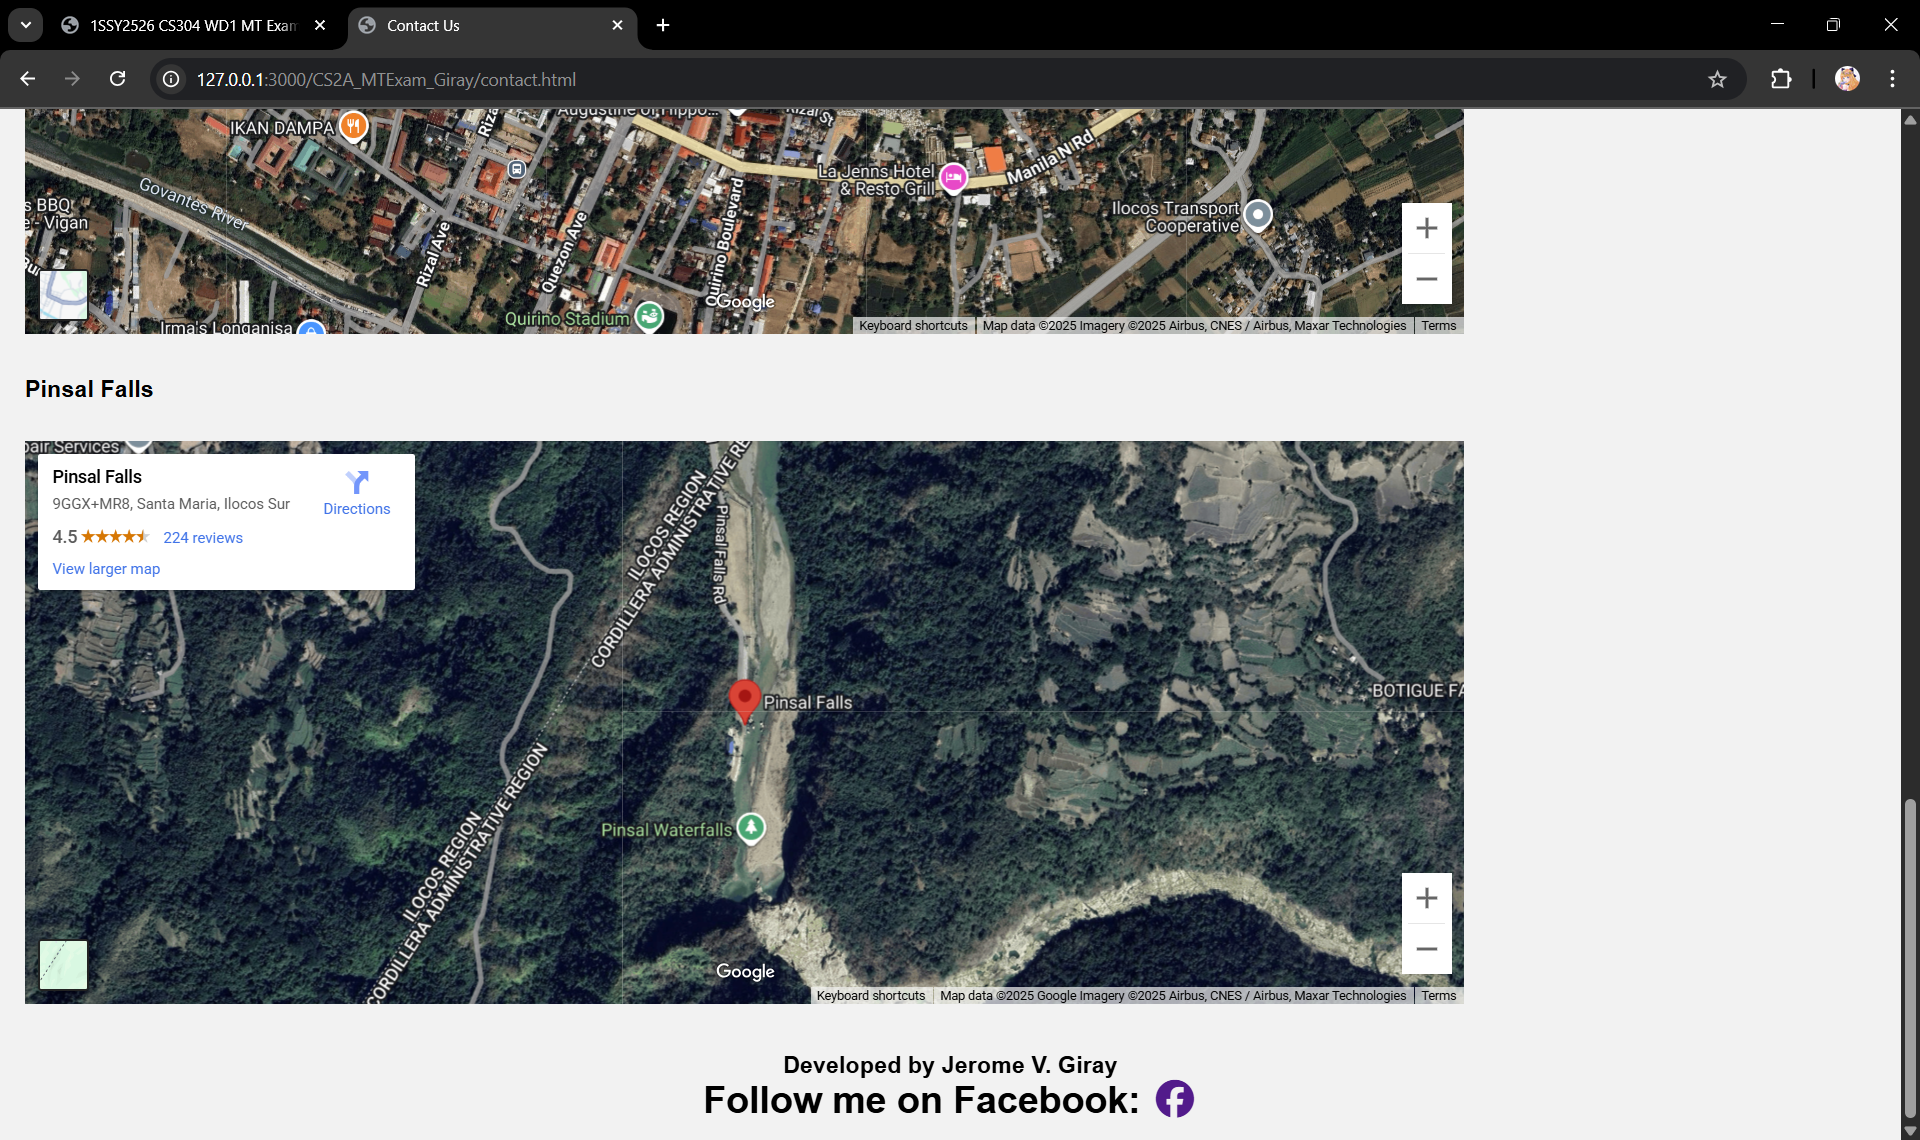 1SSY2526 CS304 WD1 MT Exam
Contact Us
127.0.0.1:3000/CS2A_MTExam_Giray/contact.html
IKAN DAMPA
Augustine of Hippo...
Rizal St
Manila N Rd
La Jenns Hotel
& Resto Grill
Govantes River
s BBQ
e - Vigan
Ilocos Transport
Cooperative
Rizal Ave
Quezon Ave
Quirino Boulevard
Google
Quirino Stadium
Irma's Longanisa
Keyboard shortcuts
Map data ©2025 Imagery ©2025 Airbus, CNES / Airbus, Maxar Technologies
Terms
Pinsal Falls
pair Services
Pinsal Falls
9GGX+MR8, Santa Maria, Ilocos Sur
Directions
4.5
224 reviews
View larger map
ILOCOS REGION
CORDILLERA ADMINISTRATIVE RE
Pinsal Falls Rd
Pinsal Falls
BOTIGUE FA
Pinsal Waterfalls
ILOCOS REGION
CORDILLERA ADMINISTRATIVE REGION
Google
Keyboard shortcuts
Map data ©2025 Google Imagery ©2025 Airbus, CNES / Airbus, Maxar Technologies
Terms
Developed by Jerome V. Giray
Follow me on Facebook: